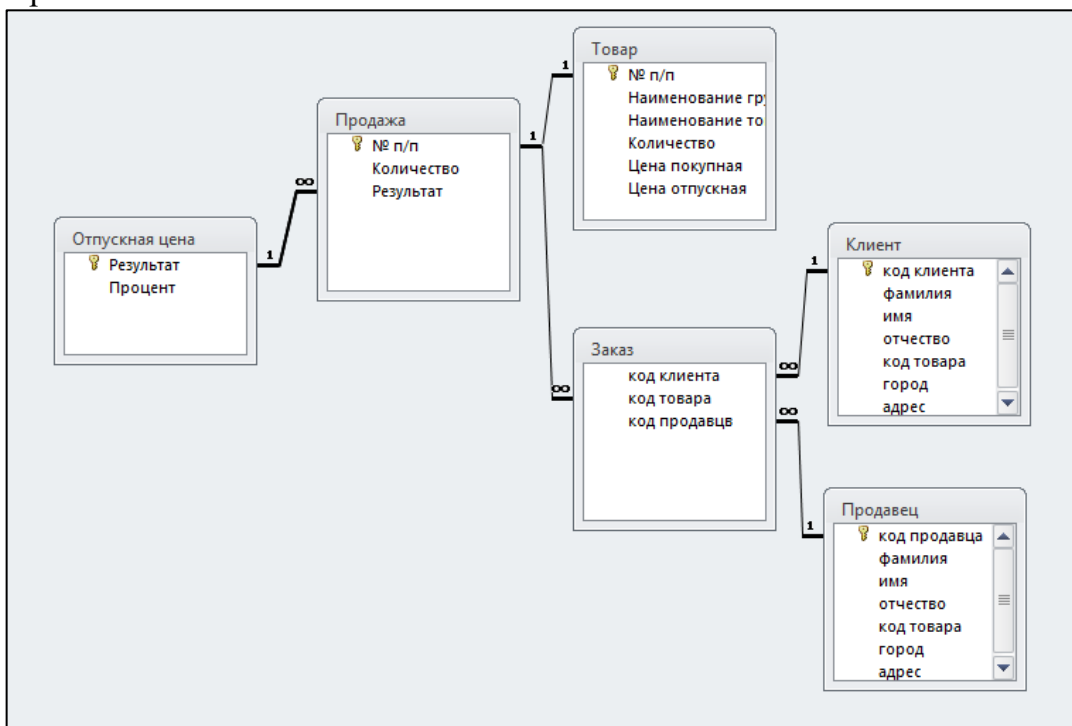 Товар
1
№ п/п
Наименование гру
Наименование то
Количество
Цена покупная
Цена отпускная
Продажа
1
№ п/п
Количество
Результат
∞
Отпускная цена
1
Результат
Процент
Клиент
1
код клиента
фамилия
имя
отчество
код товара
город
адрес
Заказ
код клиента
∞
∞
код товара
код продавцв
∞
Продавец
1
код продавца
фамилия
имя
отчество
код товара
город
адрес